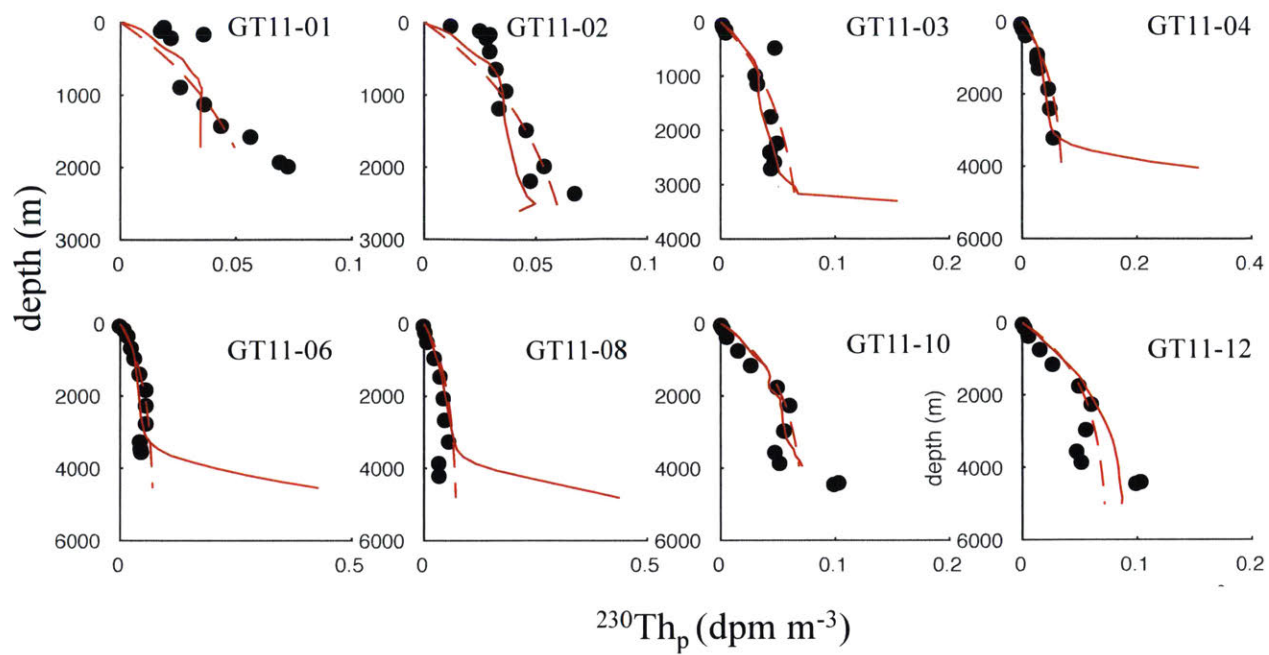 GT11-01 GT11-02 GT11-03 GT11-04
0 0 0 0
1000 1000 1000
2000 2000 2000 2000
3000 4000
3000 3000 4000 6000
0 0.05 0.1 0 0.05 0.1 0 0.1 0.2 0 0.2 0.4
depth (m)
GT11-06 GT11-08 GT11-10 GT11-12
0 0 0 0
2000 2000 2000 2000
depth (m)
4000 4000 4000 4000
6000 6000 6000 6000
0 0.5 0 0.5 0 0.1 0.2 0 0.1 0.2
²³⁰Thₚ (dpm m⁻³)